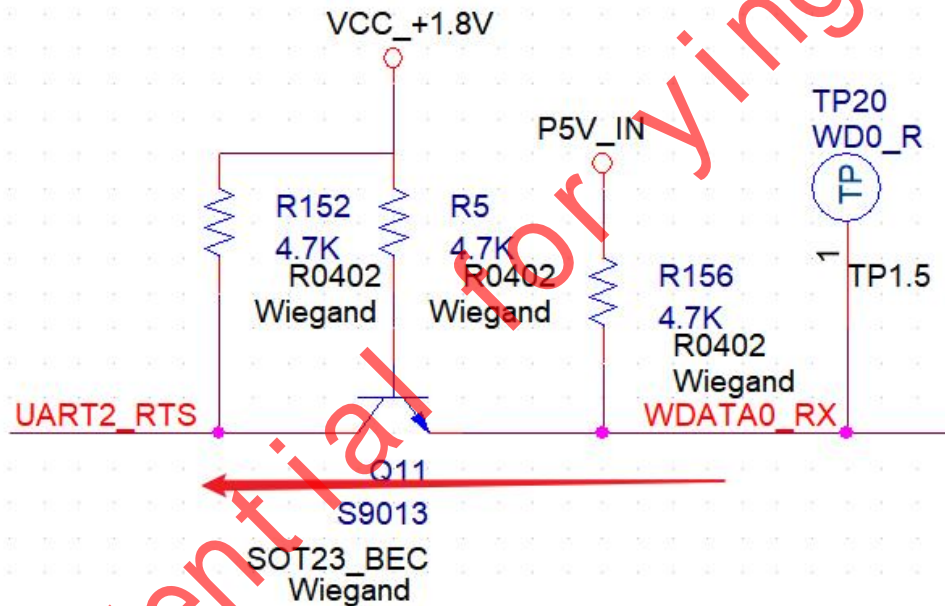 VCC_+1.8V
P5V_IN
TP20
WD0_R
TP
1
TP1.5
R152
4.7K
R0402
Wiegand
R5
4.7K
R0402
Wiegand
R156
4.7K
R0402
Wiegand
UART2_RTS
WDATA0_RX
Q11
S9013
SOT23_BEC
Wiegand
ential for ying